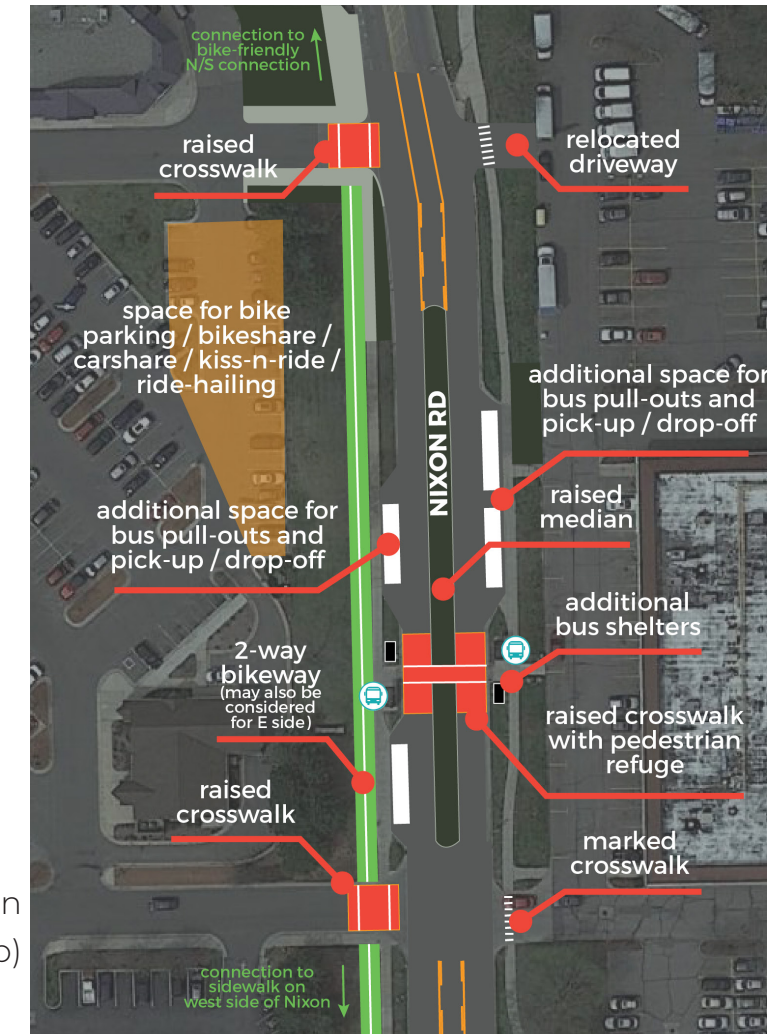 connection to
bike-friendly
N/S connection
raised
crosswalk
relocated
driveway
space for bike
parking / bikeshare /
carshare / kiss-n-ride /
ride-hailing
additional space for
bus pull-outs and
pick-up / drop-off
NIXON RD
raised
median
additional space for
bus pull-outs and
pick-up / drop-off
additional
bus shelters
2-way
bikeway
(may also be
considered
for E side)
raised crosswalk
with pedestrian
refuge
raised
crosswalk
marked
crosswalk
n
o)
connection to
sidewalk on
west side of Nixon